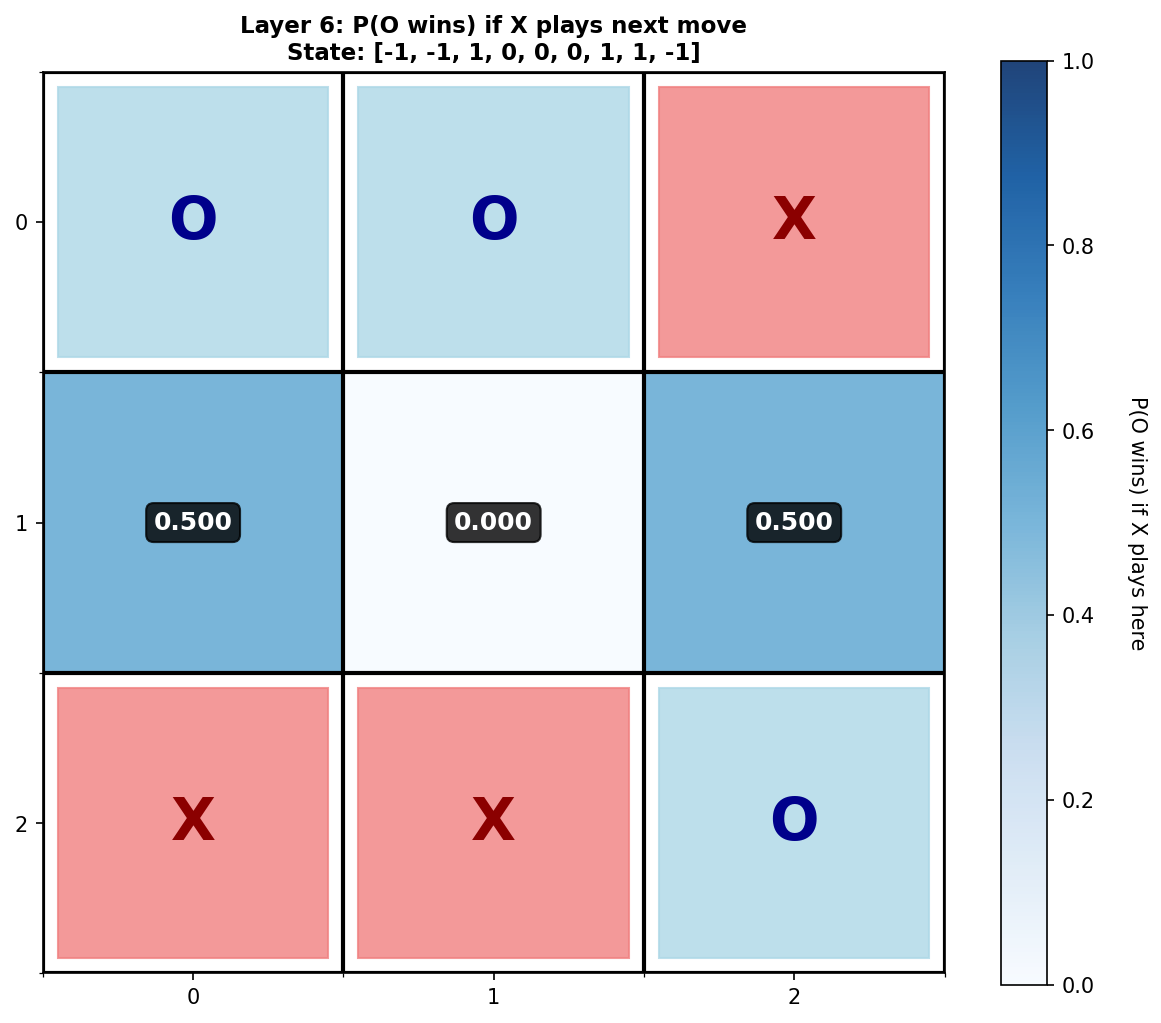 Layer 6: P(O wins) if X plays next move
State: [-1, -1, 1, 0, 0, 0, 1, 1, -1]
0
O
O
X
1
0.500
0.000
0.500
2
X
X
O
0
1
2
1.0
0.8
0.6
0.4
0.2
0.0
P(O wins) if X plays here